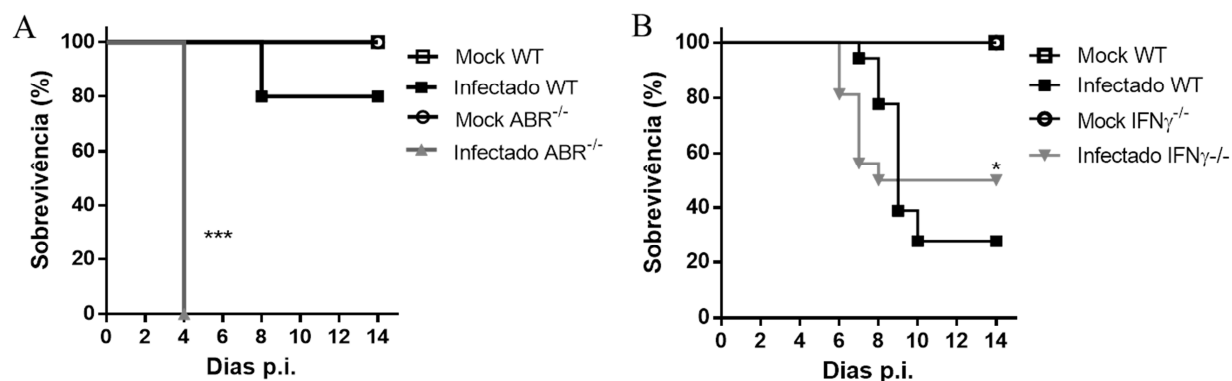 A
Sobrevivência (%)
100
80
60
40
20
0
0 2 4 6 8 10 12 14
Dias p.i.
***
Mock WT
Infectado WT
Mock ABR-/-
Infectado ABR-/-
B
Sobrevivência (%)
100
80
60
40
20
0
0 2 4 6 8 10 12 14
Dias p.i.
*
Mock WT
Infectado WT
Mock IFNγ-/-
Infectado IFNγ-/-